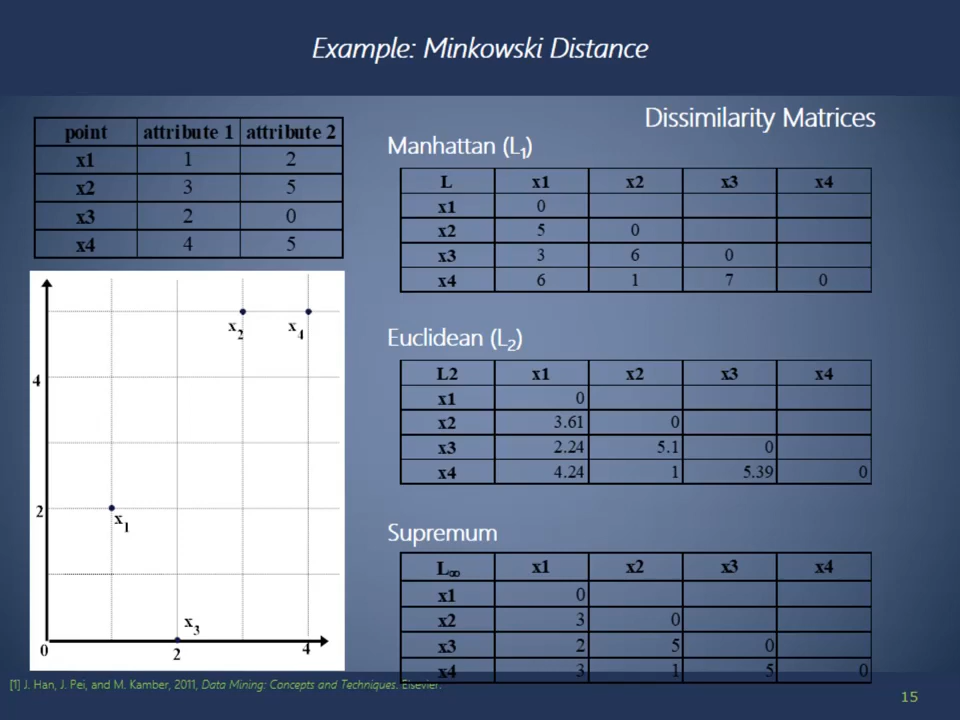 Example: Minkowski Distance
Dissimilarity Matrices
point attribute 1 attribute 2
x1 1 2
x2 3 5
x3 2 0
x4 4 5
Manhattan (L1)
L x1 x2 x3 x4
x1 0
x2 5 0
x3 3 6 0
x4 6 1 7 0
Euclidean (L2)
L2 x1 x2 x3 x4
x1 0
x2 3.61 0
x3 2.24 5.1 0
x4 4.24 1 5.39 0
Supremum
L∞ x1 x2 x3 x4
x1 0
x2 3 0
x3 2 5 0
x4 3 1 5 0
x2 x4
4
2
x1
x3
0 2 4
[1] J. Han, J. Pei, and M. Kamber, 2011, Data Mining: Concepts and Techniques. Elsevier.
15